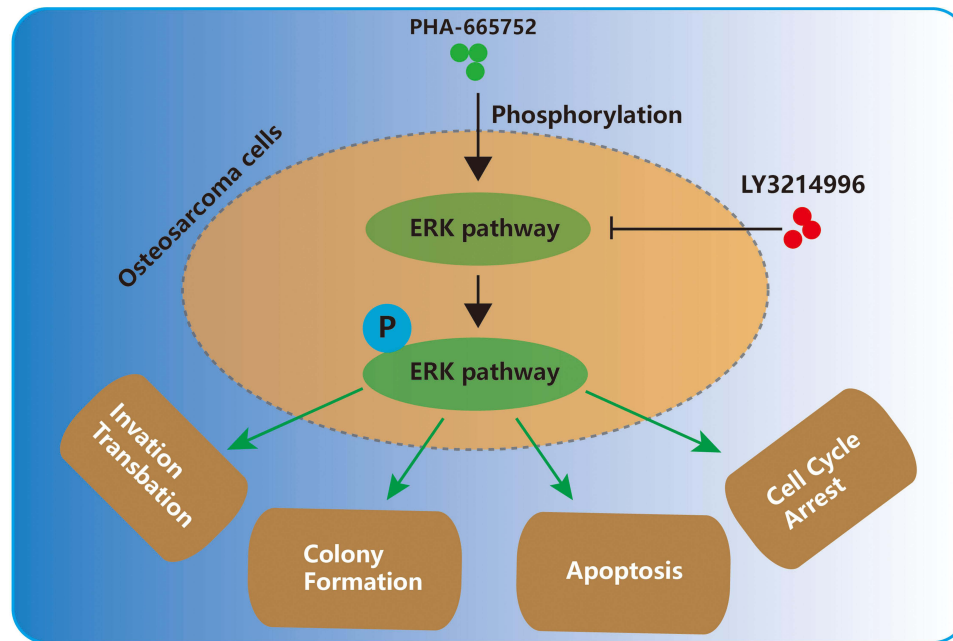 PHA-665752
Phosphorylation
Osteosarcoma cells
LY3214996
ERK pathway
P
ERK pathway
Invation
Transbation
Colony
Formation
Apoptosis
Cell Cycle
Arrest